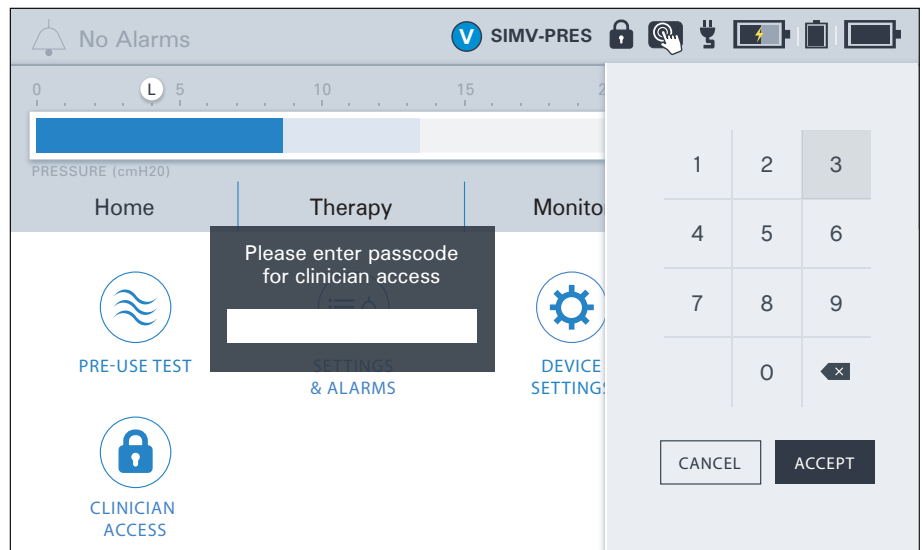 No Alarms
V SIMV-PRES
0 L 5 10 15 2
PRESSURE (cmH20)
Home Therapy Monito
Please enter passcode
for clinician access
PRE-USE TEST
SETTINGS
& ALARMS
DEVICE
SETTINGS
CLINICIAN
ACCESS
1 2 3
4 5 6
7 8 9
0
CANCEL ACCEPT